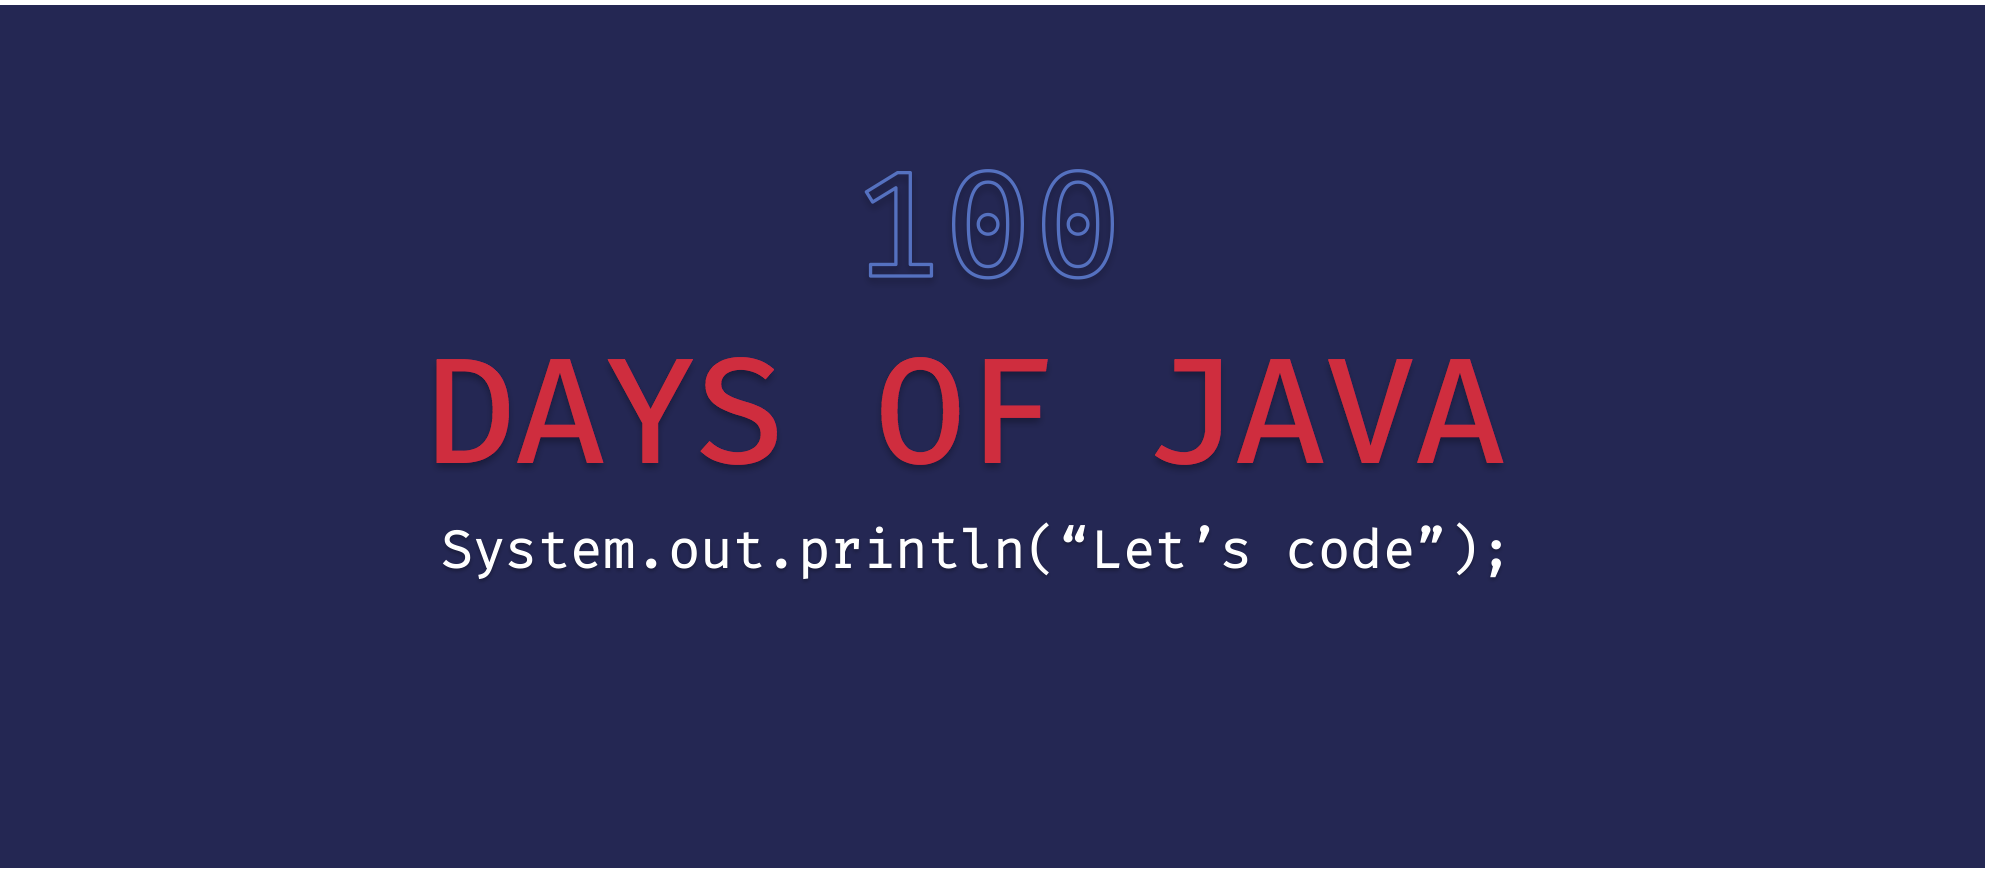 100
DAYS OF JAVA
System.out.println(“Let’s code”);